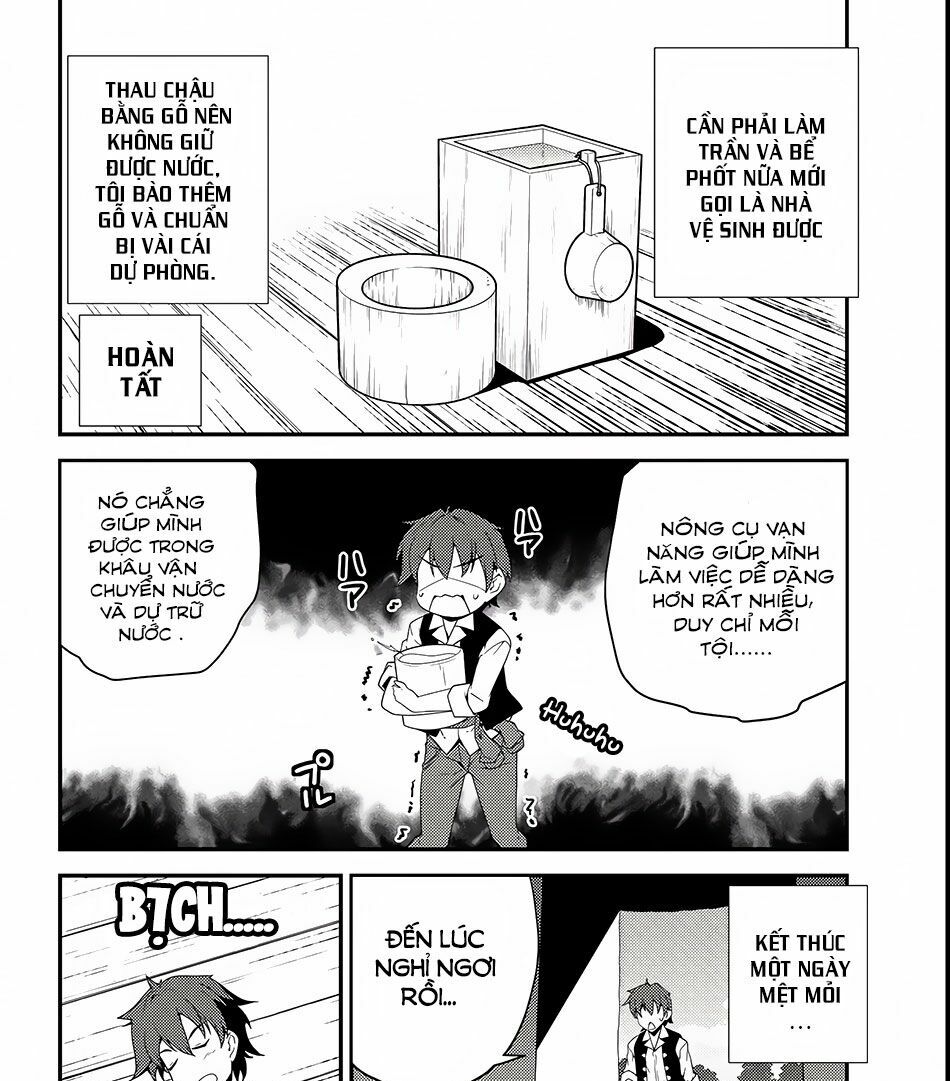 CẦN PHẢI LÀM
TRẦN VÀ BỂ
PHỐT NỮA MỚI
GỌI LÀ NHÀ
VỆ SINH ĐƯỢC
THAU CHẬU
BẰNG GỖ NÊN
KHÔNG GIỮ
ĐƯỢC NƯỚC,
TÔI BÀO THÊM
GỖ VÀ CHUẨN
BỊ VÀI CÁI
DỰ PHÒNG.
HOÀN
TẤT
NÔNG CỤ VẠN
NĂNG GIÚP MÌNH
LÀM VIỆC DỄ DÀNG
HƠN RẤT NHIỀU,
DUY CHỈ MỖI
TỘI......
NÓ CHẲNG
GIÚP MÌNH
ĐƯỢC TRONG
KHÂU VẬN
CHUYỂN NƯỚC
VÀ DỰ TRỮ
NƯỚC .
ハァ
ハァ
Huhuhu
プル
KẾT THÚC
MỘT NGÀY
MỆT MỎI
...
ĐẾN LÚC
NGHỈ NGƠI
RỒI...
BỊCH.....